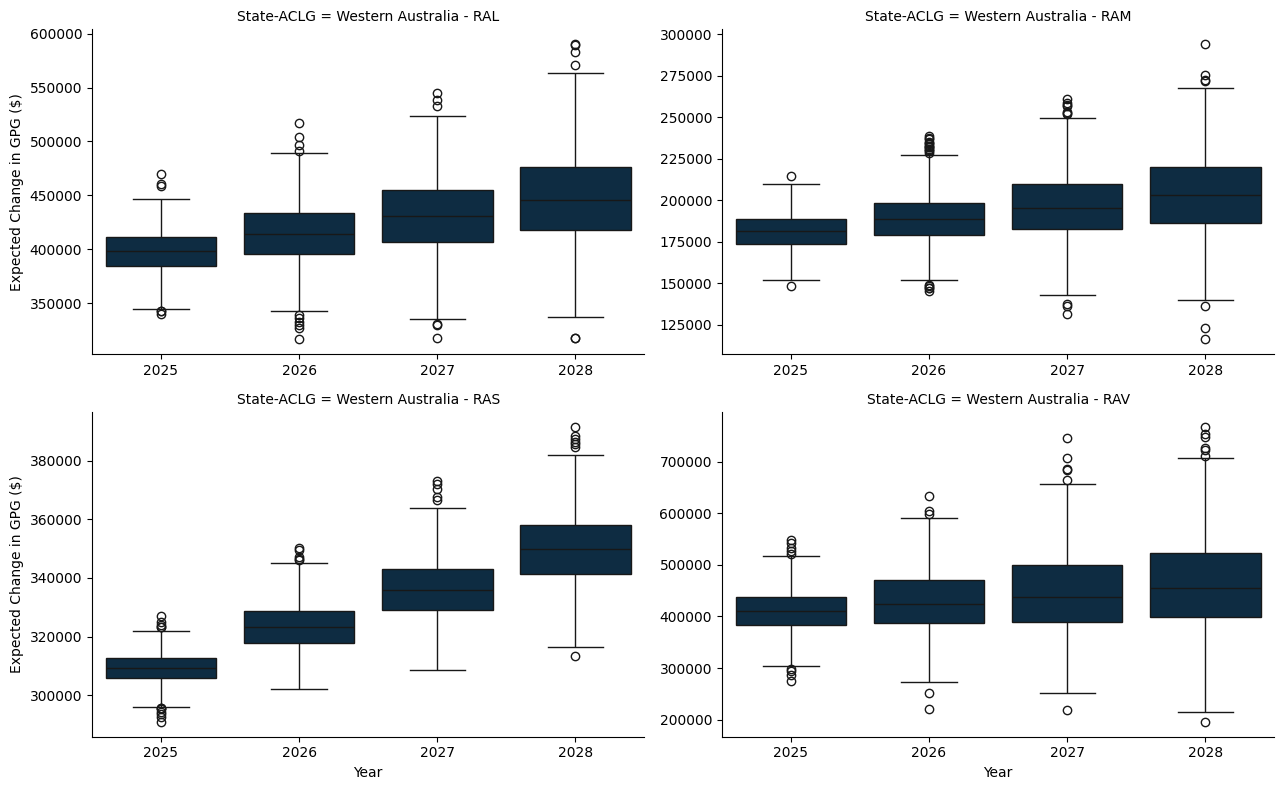 State-ACLG = Western Australia - RAL
Expected Change in GPG ($)
600000
550000
500000
450000
400000
350000
2025 2026 2027 2028
State-ACLG = Western Australia - RAM
300000
275000
250000
225000
200000
175000
150000
125000
2025 2026 2027 2028
State-ACLG = Western Australia - RAS
Expected Change in GPG ($)
380000
360000
340000
320000
300000
2025 2026 2027 2028
Year
State-ACLG = Western Australia - RAV
700000
600000
500000
400000
300000
200000
2025 2026 2027 2028
Year